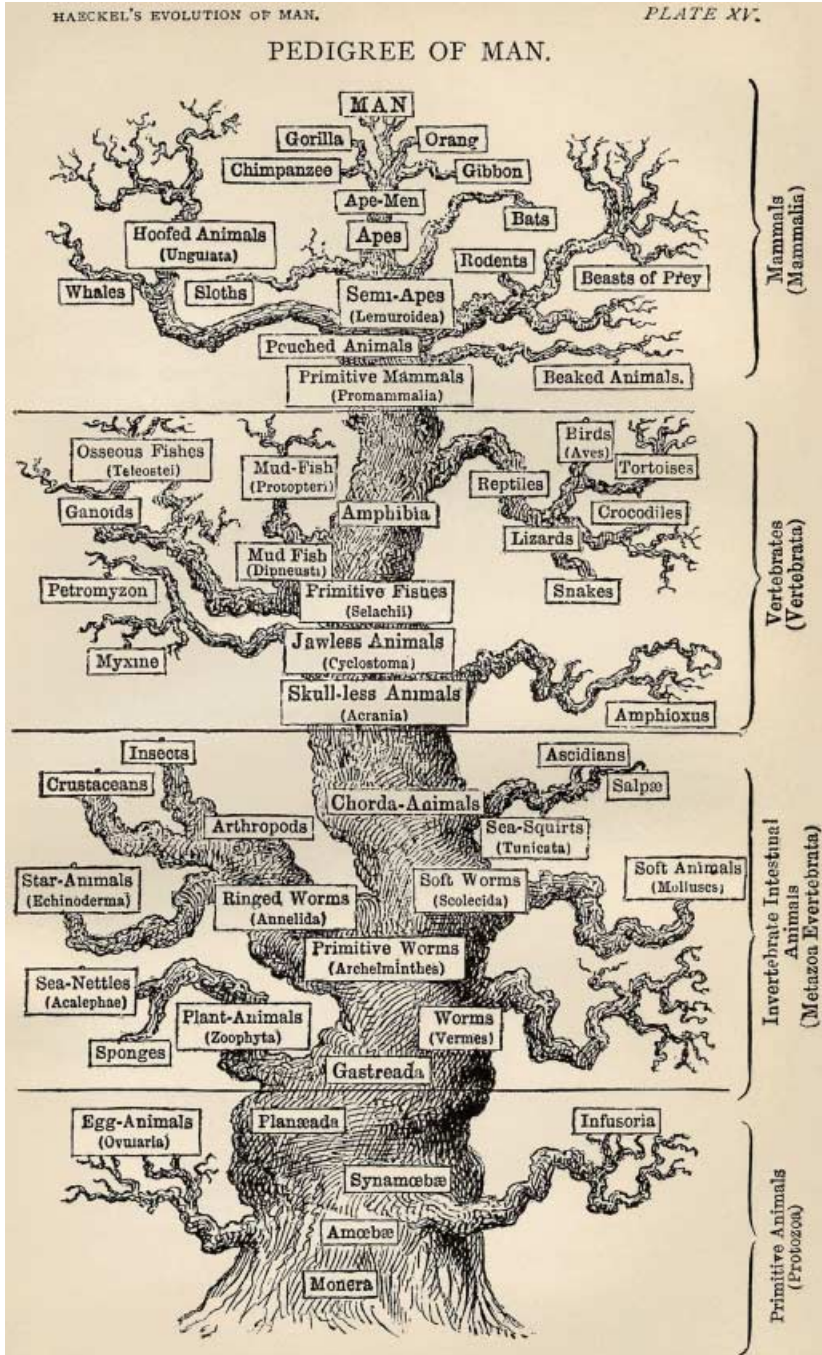 HAECKEL'S EVOLUTION OF MAN.
PLATE XV.
PEDIGREE OF MAN.
MAN
Gorilla
Orang
Chimpanzee
Gibbon
Ape-Men
Bats
Hoofed Animals
(Ungulata)
Apes
Rodents
Beasts of Prey
Whales
Sloths
Semi-Apes
(Lemuroidea)
Pouched Animals
Primitive Mammals
(Promammalia)
Beaked Animals.
Mammals
(Mammalia)
Osseous Fishes
(Teleostei)
Mud-Fish
(Protopteri)
Birds
(Aves)
Tortoises
Reptiles
Ganoids
Amphibia
Crocodiles
Lizards
Mud Fish
(Dipneusti)
Petromyzon
Primitive Fishes
(Selachii)
Snakes
Jawless Animals
(Cyclostoma)
Myxine
Skull-less Animals
(Acrania)
Amphioxus
Vertebrates
(Vertebrata)
Insects
Ascidians
Crustaceans
Salpæ
Chorda-Animals
Arthropods
Sea-Squirts
(Tunicata)
Star-Animals
(Echinoderma)
Ringed Worms
(Annelida)
Soft Worms
(Scolecida)
Soft Animals
(Molluscs)
Primitive Worms
(Archelminthes)
Sea-Nettles
(Acalephae)
Plant-Animals
(Zoophyta)
Worms
(Vermes)
Sponges
Gastreada
Invertebrate Intestinal
Animals
(Metazoa Evertebrata)
Egg-Animals
(Ovularia)
Planæada
Infusoria
Synamœbæ
Amœbæ
Monera
Primitive Animals
(Protozoa)